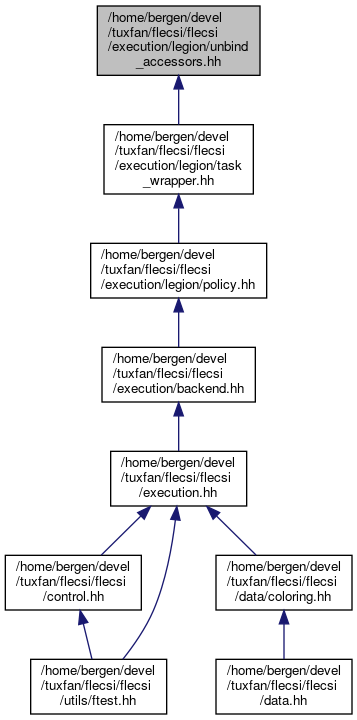 /home/bergen/devel
/tuxfan/flecsi/flecsi
/execution/legion/unbind
_accessors.hh
/home/bergen/devel
/tuxfan/flecsi/flecsi
/execution/legion/task
_wrapper.hh
/home/bergen/devel
/tuxfan/flecsi/flecsi
/execution/legion/policy.hh
/home/bergen/devel
/tuxfan/flecsi/flecsi
/execution/backend.hh
/home/bergen/devel
/tuxfan/flecsi/flecsi
/execution.hh
/home/bergen/devel
/tuxfan/flecsi/flecsi
/control.hh
/home/bergen/devel
/tuxfan/flecsi/flecsi
/data/coloring.hh
/home/bergen/devel
/tuxfan/flecsi/flecsi
/utils/ftest.hh
/home/bergen/devel
/tuxfan/flecsi/flecsi
/data.hh